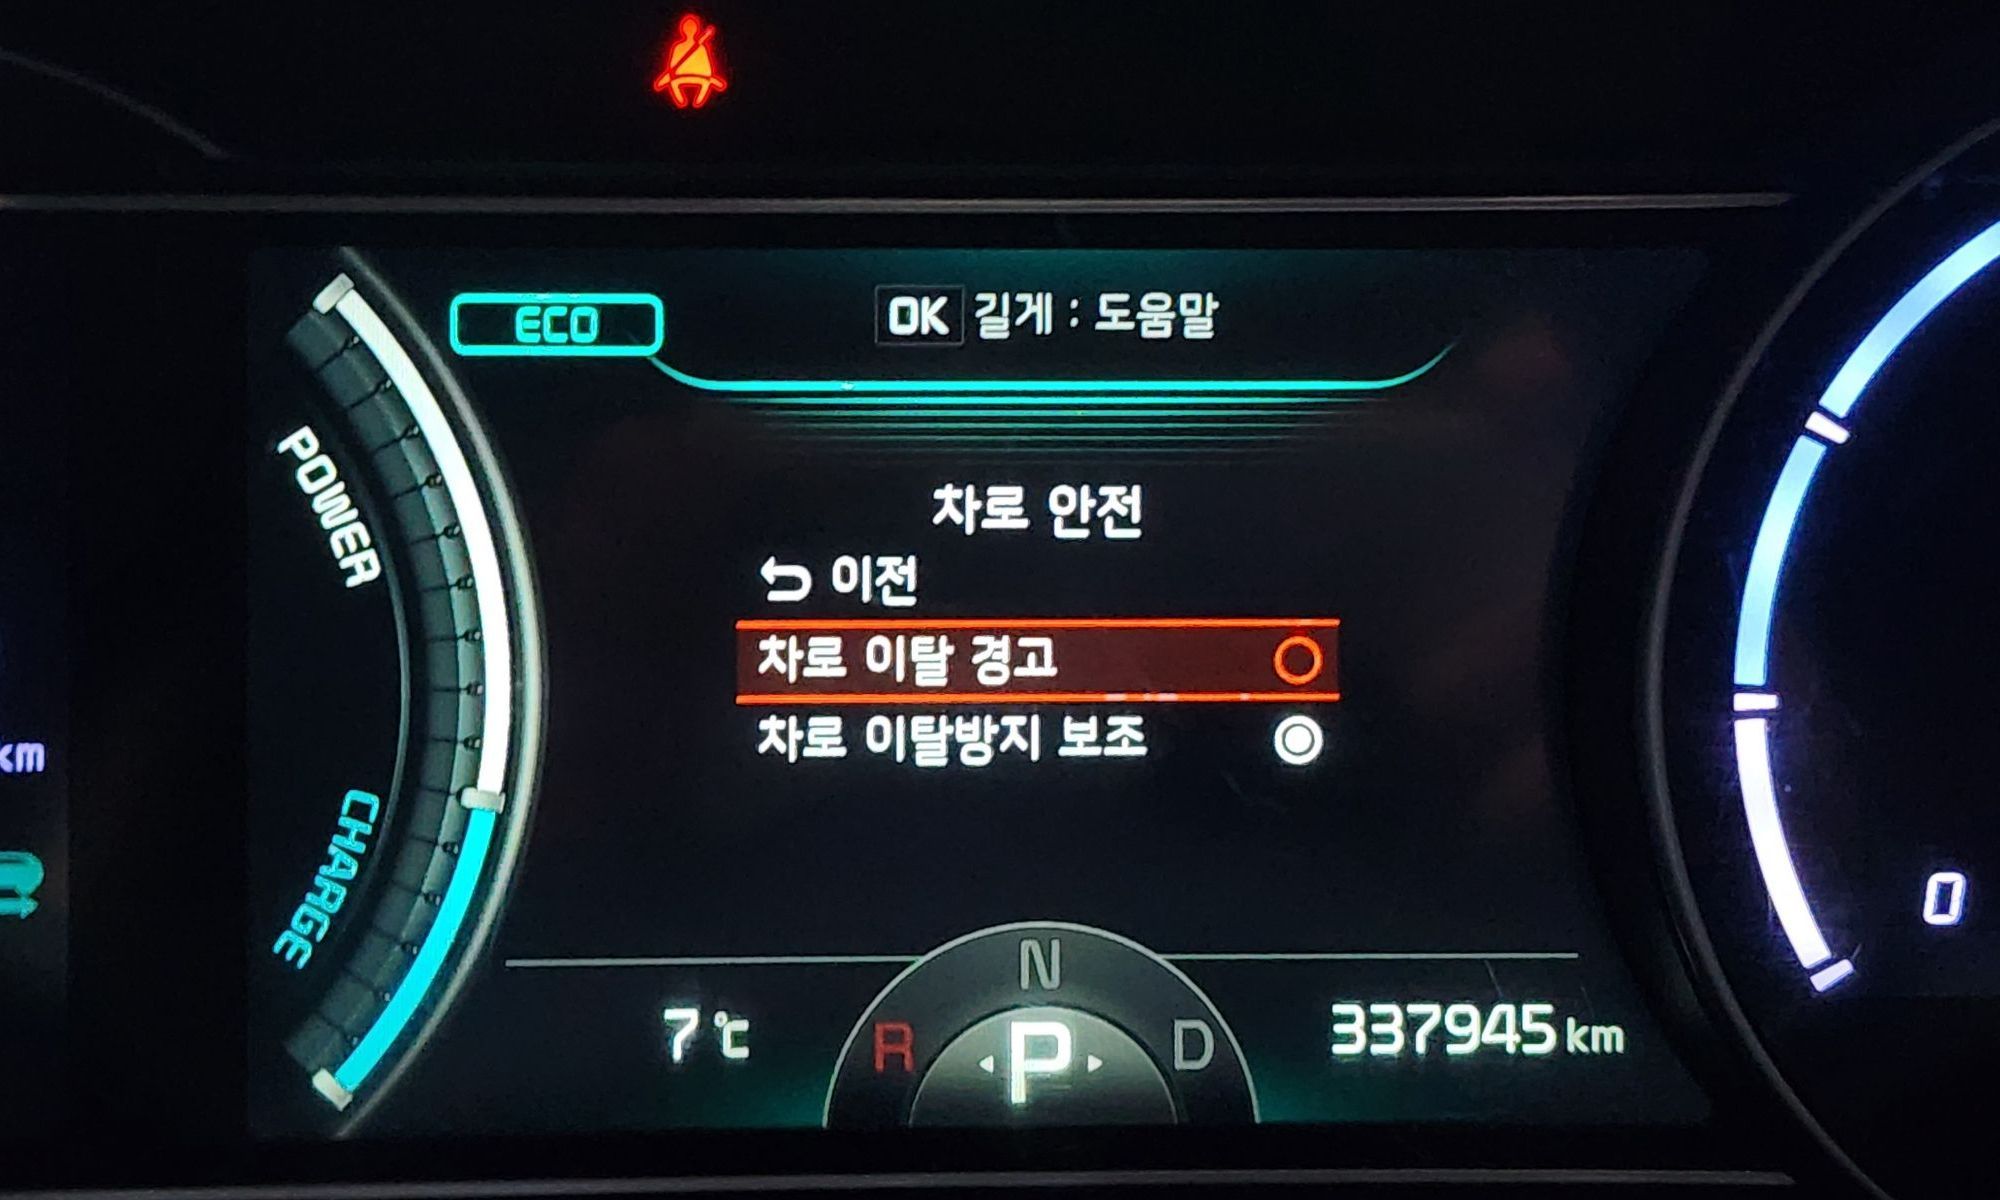 ECO
OK 길게 : 도움말
POWER
차로 안전
이전
차로 이탈 경고
차로 이탈방지 보조
km
CHARGE
0
N
R P D
7 ℃
337945 km